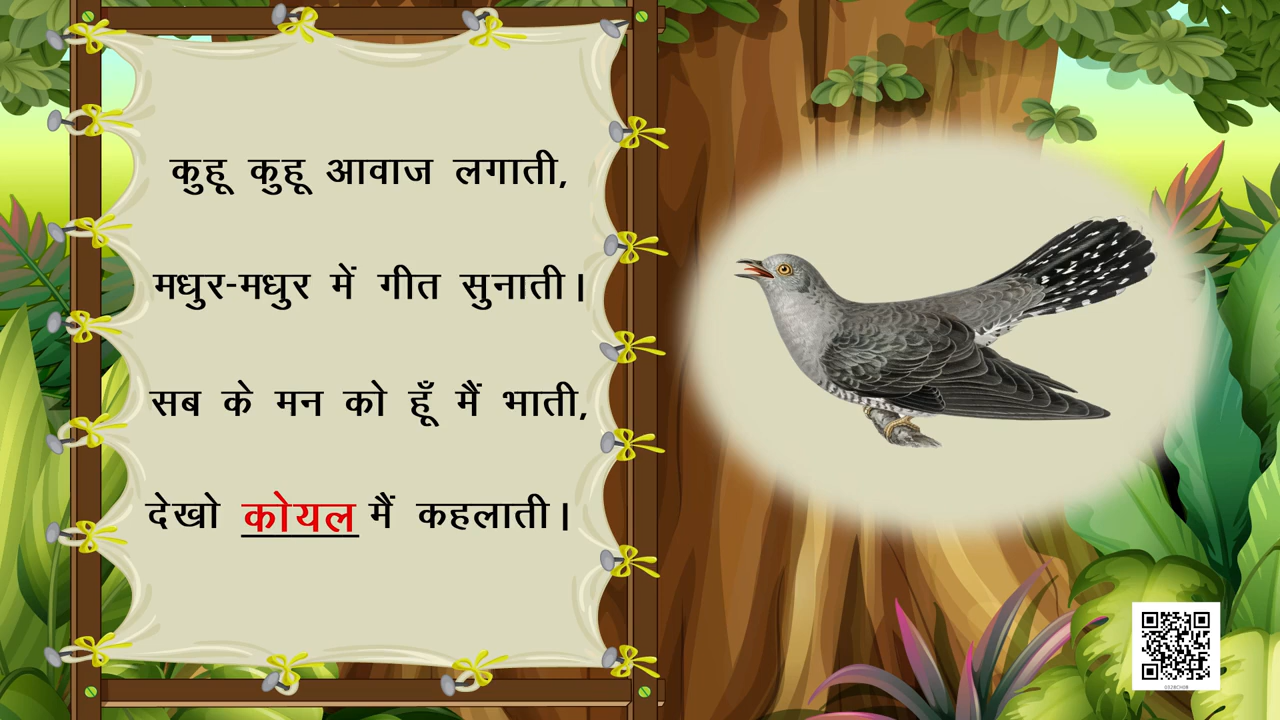 कुहू कुहू आवाज लगाती,
मधुर-मधुर में गीत सुनाती।
सब के मन को हूँ मैं भाती,
देखो कोयल मैं कहलाती।